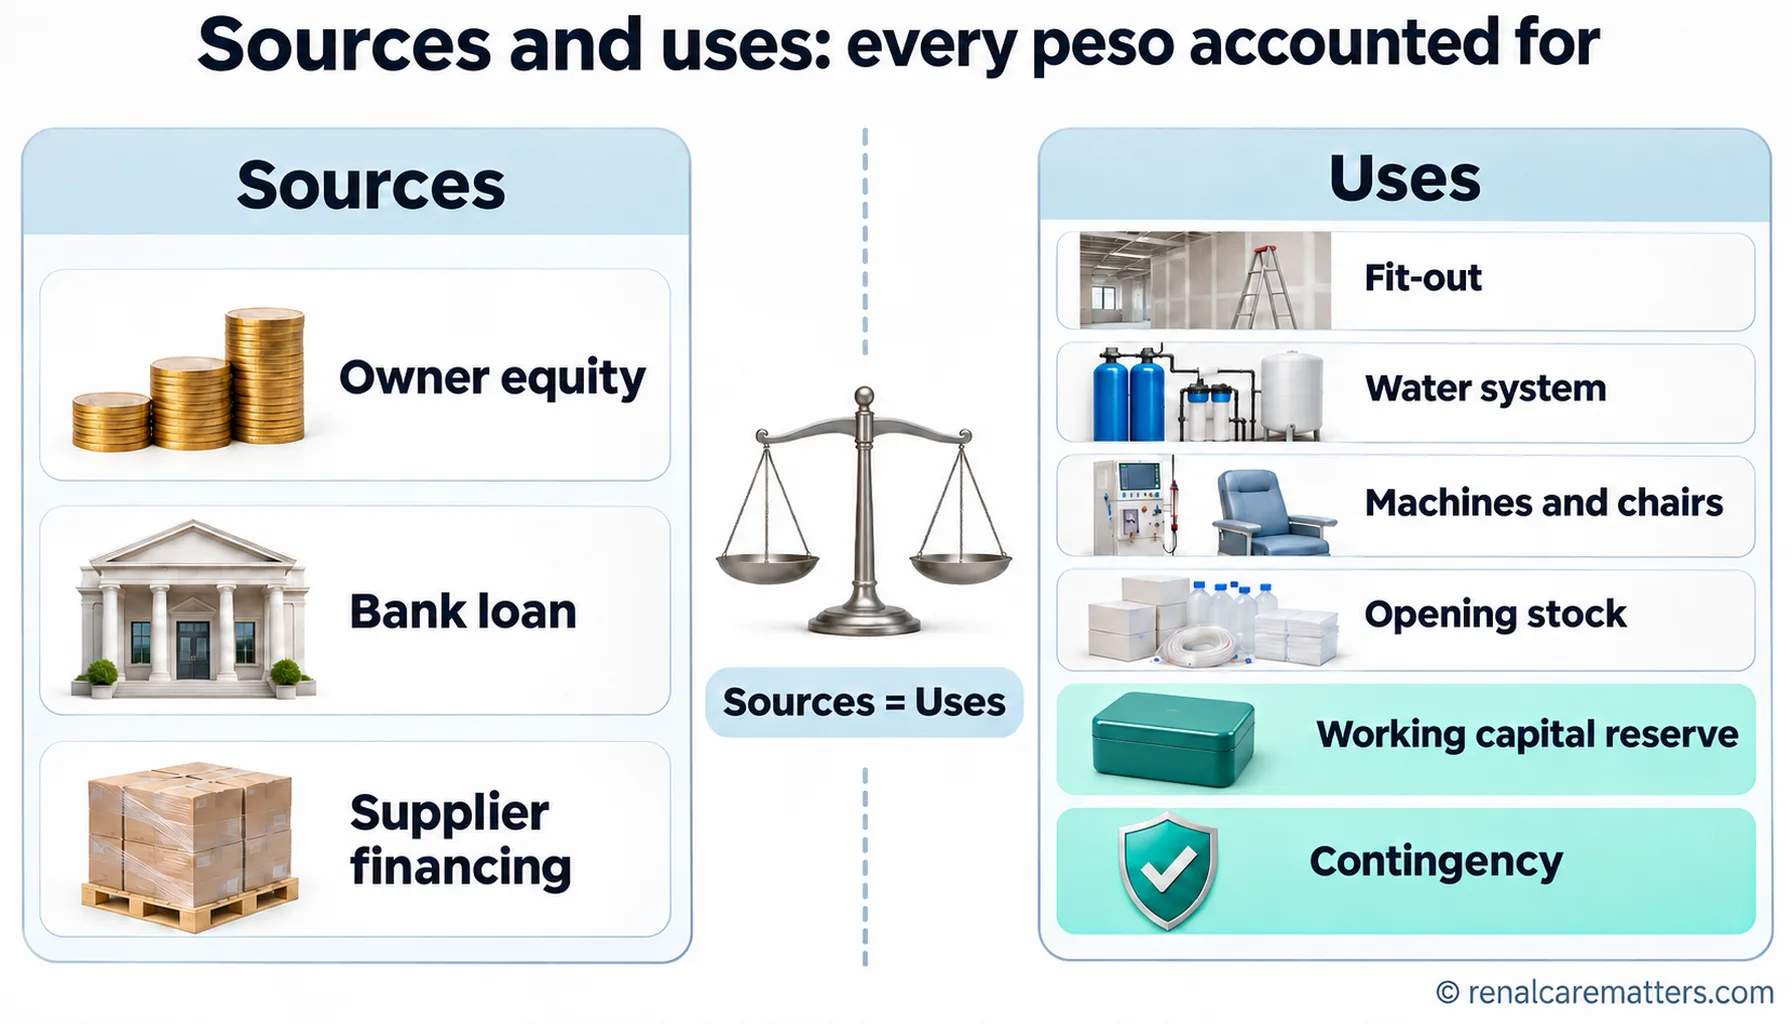 Sources and uses: every peso accounted for
Sources
Owner equity
Bank loan
Supplier
financing
Sources = Uses
Uses
Fit-out
Water system
Machines and chairs
Opening stock
Working capital reserve
Contingency
© renalcarematters.com